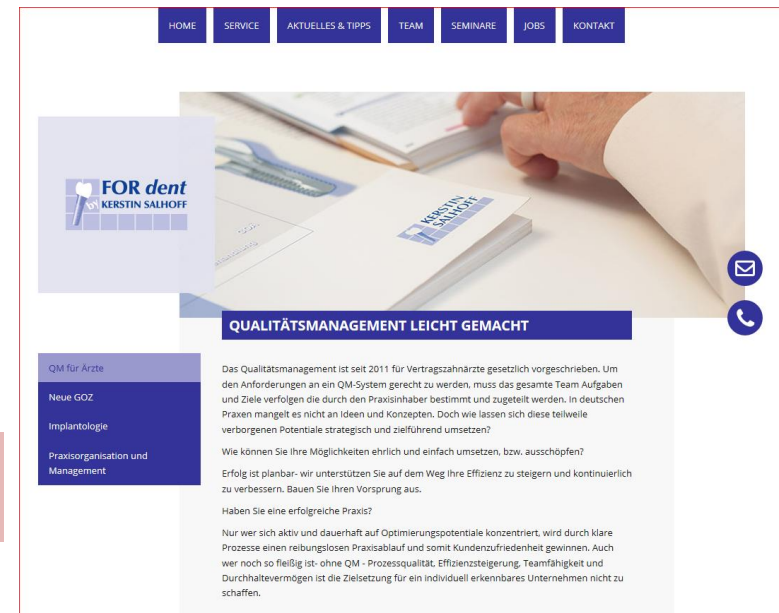 HOME
SERVICE
AKTUELLES & TIPPS
TEAM
SEMINARE
JOBS
KONTAKT
FOR dent
by KERSTIN SALHOFF
KERSTIN
SALHOFF
QUALITÄTSMANAGEMENT LEICHT GEMACHT
QM für Ärzte
Neue GOZ
Implantologie
Praxisorganisation und
Management
Das Qualitätsmanagement ist seit 2011 für Vertragszahnärzte gesetzlich vorgeschrieben. Um
den Anforderungen an ein QM-System gerecht zu werden, muss das gesamte Team Aufgaben
und Ziele verfolgen die durch den Praxisinhaber bestimmt und zugeteilt werden. In deutschen
Praxen mangelt es nicht an Ideen und Konzepten. Doch wie lassen sich diese teilweise
verborgenen Potentiale strategisch und zielführend umsetzen?
Wie können Sie Ihre Möglichkeiten ehrlich und einfach umsetzen, bzw. ausschöpfen?
Erfolg ist planbar- wir unterstützen Sie auf dem Weg Ihre Effizienz zu steigern und kontinuierlich
zu verbessern. Bauen Sie Ihren Vorsprung aus.
Haben Sie eine erfolgreiche Praxis?
Nur wer sich aktiv und dauerhaft auf Optimierungspotentiale konzentriert, wird durch klare
Prozesse einen reibungslosen Praxisablauf und somit Kundenzufriedenheit gewinnen. Auch
wer noch so fleißig ist- ohne QM - Prozessqualität, Effizienzsteigerung, Teamfähigkeit und
Durchhaltevermögen ist die Zielsetzung für ein individuell erkennbares Unternehmen nicht zu
schaffen.